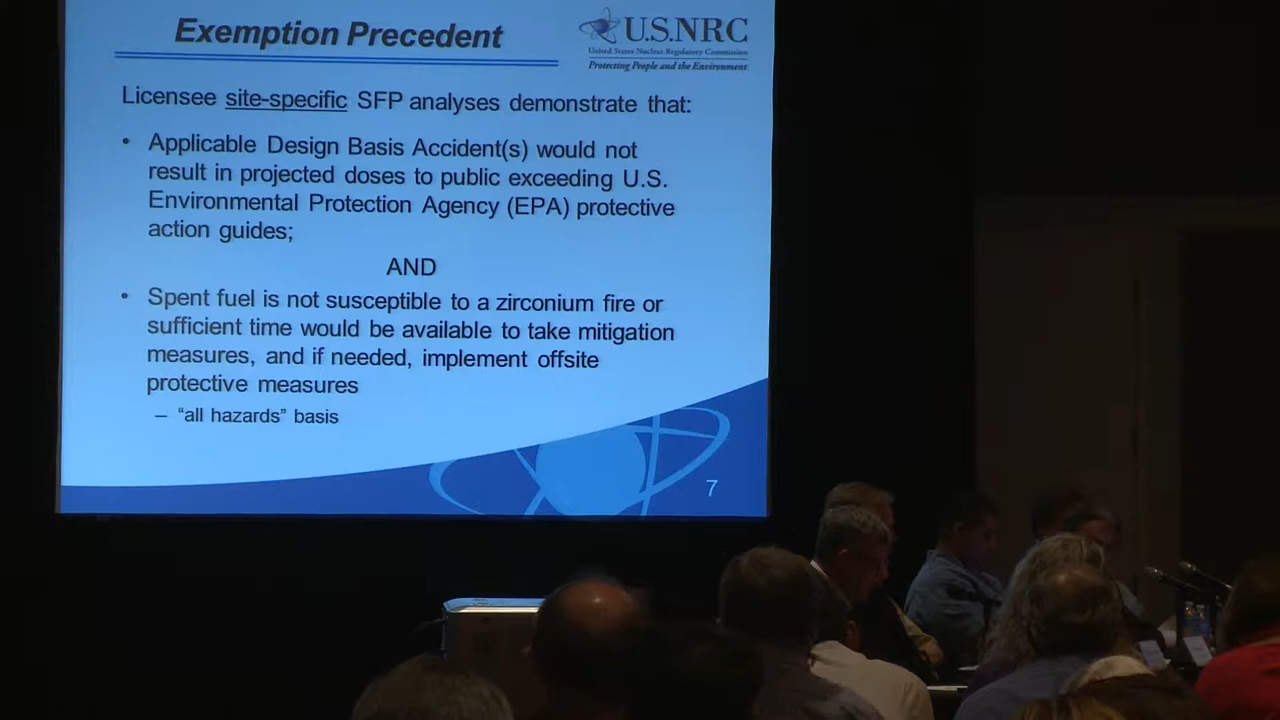 Exemption Precedent
U.S.NRC
United States Nuclear Regulatory Commission
Protecting People and the Environment
Licensee site-specific SFP analyses demonstrate that:
• Applicable Design Basis Accident(s) would not
result in projected doses to public exceeding U.S.
Environmental Protection Agency (EPA) protective
action guides;
AND
• Spent fuel is not susceptible to a zirconium fire or
sufficient time would be available to take mitigation
measures, and if needed, implement offsite
protective measures
– “all hazards” basis
7